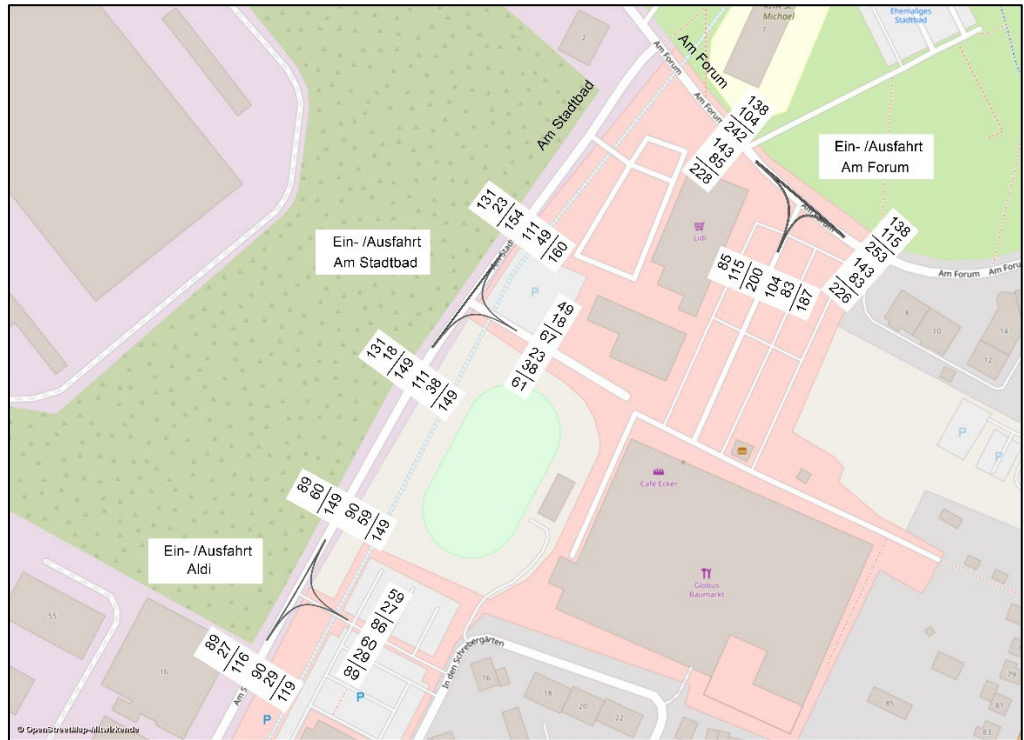 Michael
7
Ehemaliges
Stadtbad
2
Am Forum
Am Forum
Am Forum
Am Stadtbad
138
104
242
143
85
228
Ein- /Ausfahrt
Am Forum
Am Forum
138
115
253
143
83
226
Am Forum
Lidl
85
115
200
104
83
187
131
23
154
111
49
160
Ein- /Ausfahrt
Am Stadtbad
P
49
18
67
23
38
61
131
18
149
111
38
149
8
10
14
12
P
P
Café Ecker
Globus
Baumarkt
89
60
149
90
59
149
Ein- /Ausfahrt
Aldi
59
27
86
60
29
89
89
27
116
90
29
119
55
16
P
P
In den Schrebergärten
16
18
20
22
85
79
81
83
© OpenStreetMap-Mitwirkende